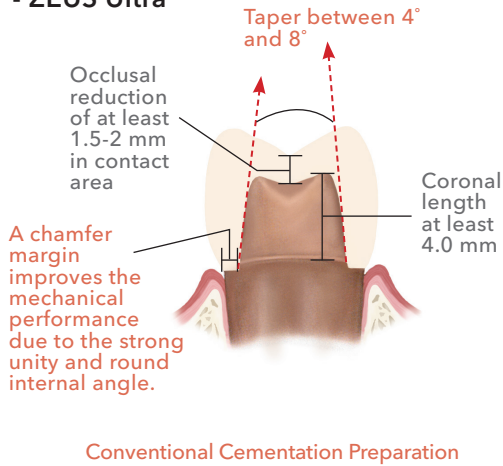 - ZEUS Ultra
Taper between 4°
and 8°
Occlusal
reduction
of at least
1.5-2 mm
in contact
area
Coronal
length
at least
4.0 mm
A chamfer
margin
improves the
mechanical
performance
due to the strong
unity and round
internal angle.
Conventional Cementation Preparation